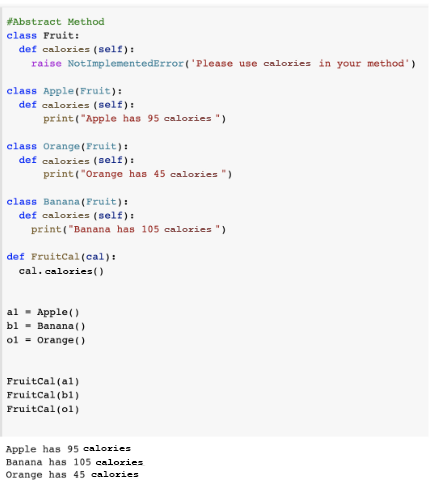 #Abstract Method
class Fruit:
  def calories(self):
    raise NotImplementedError('Please use calories in your method')
class Apple(Fruit):
  def calories(self):
      print("Apple has 95 calories")
class Orange(Fruit):
  def calories(self):
      print("Orange has 45 calories")
class Banana(Fruit):
  def calories(self):
    print("Banana has 105 calories")
def FruitCal(cal):
  cal.calories()
a1 = Apple()
b1 = Banana()
o1 = Orange()
FruitCal(a1)
FruitCal(b1)
FruitCal(o1)
Apple has 95 calories
Banana has 105 calories
Orange has 45 calories